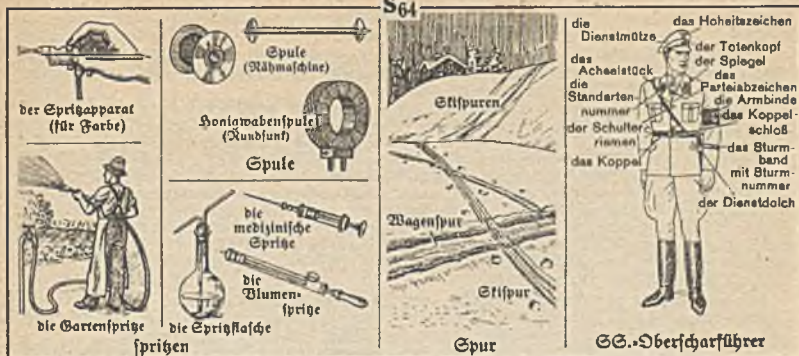 S64
der Spritzapparat
(für Farbe)
die Gartenspritze
Spule
(Nähmaschine)
Honigwabenspule
(Rundfunk)
Spule
die
medizinische
Spritze
die
Blumen-
spritze
die Spritzflasche
spritzen
Skispuren
Wagenspur
Skispur
Spur
die
Dienstmütze
das
Achselstück
die
Standarten
nummer
der Schulter
riemen
das Koppel
das Hoheitszeichen
der Totenkopf
der Spiegel
das
Parteiabzeichen
die Armbinde
das Koppel-
schloß
das Sturm-
band
mit Sturm-
nummer
der Dienstdolch
SS.-Oberscharführer